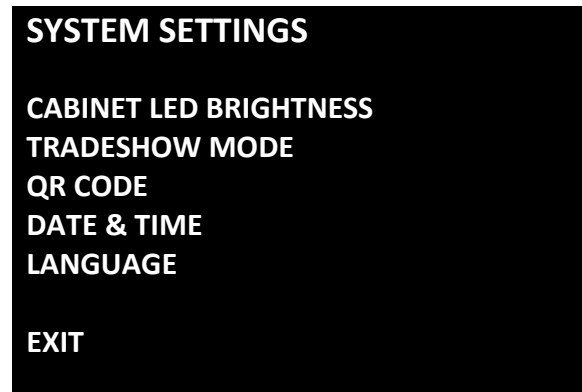 SYSTEM SETTINGS
CABINET LED BRIGHTNESS
TRADESHOW MODE
QR CODE
DATE & TIME
LANGUAGE
EXIT